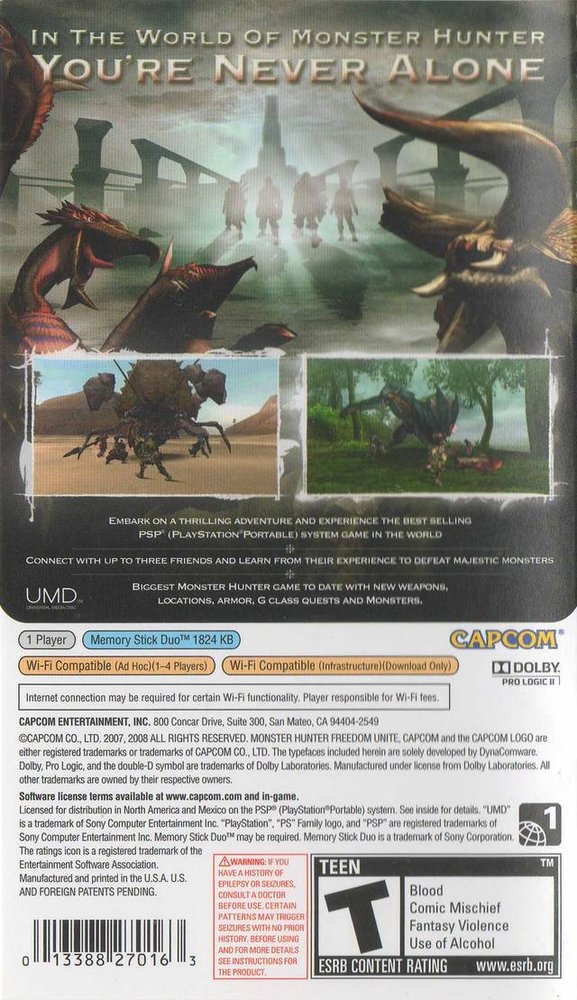 IN THE WORLD OF MONSTER HUNTER
YOU'RE NEVER ALONE
EMBARK ON A THRILLING ADVENTURE AND EXPERIENCE THE BEST SELLING
PSP® (PLAYSTATION®PORTABLE) SYSTEM GAME IN THE WORLD
CONNECT WITH UP TO THREE FRIENDS AND LEARN FROM THEIR EXPERIENCE TO DEFEAT MAJESTIC MONSTERS
BIGGEST MONSTER HUNTER GAME TO DATE WITH NEW WEAPONS,
LOCATIONS, ARMOR, G CLASS QUESTS AND MONSTERS.
UMD™
UNIVERSAL MEDIA DISC
1 Player
Memory Stick Duo™ 1824 KB
CAPCOM®
Wi-Fi Compatible (Ad Hoc)(1–4 Players)
Wi-Fi Compatible (Infrastructure)(Download Only)
DOLBY
PRO LOGIC II
Internet connection may be required for certain Wi-Fi functionality. Player responsible for Wi-Fi fees.
CAPCOM ENTERTAINMENT, INC. 800 Concar Drive, Suite 300, San Mateo, CA 94404-2549
©CAPCOM CO., LTD. 2007, 2008 ALL RIGHTS RESERVED. MONSTER HUNTER FREEDOM UNITE, CAPCOM and the CAPCOM LOGO are
either registered trademarks or trademarks of CAPCOM CO., LTD. The typefaces included herein are solely developed by DynaComware.
Dolby, Pro Logic, and the double-D symbol are trademarks of Dolby Laboratories. Manufactured under license from Dolby Laboratories. All
other trademarks are owned by their respective owners.
Software license terms available at www.capcom.com and in-game.
Licensed for distribution in North America and Mexico on the PSP® (PlayStation®Portable) system. See inside for details. "UMD"
is a trademark of Sony Computer Entertainment Inc. "PlayStation", "PS" Family logo, and "PSP" are registered trademarks of
Sony Computer Entertainment Inc. Memory Stick Duo™ may be required. Memory Stick Duo is a trademark of Sony Corporation.
The ratings icon is a registered trademark of the
Entertainment Software Association.
Manufactured and printed in the U.S.A. U.S.
AND FOREIGN PATENTS PENDING.
1
WARNING: IF YOU
HAVE A HISTORY OF
EPILEPSY OR SEIZURES,
CONSULT A DOCTOR
BEFORE USE. CERTAIN
PATTERNS MAY TRIGGER
SEIZURES WITH NO PRIOR
HISTORY. BEFORE USING
AND FOR MORE DETAILS
SEE INSTRUCTIONS FOR
THE PRODUCT.
TEEN
TM
T
Blood
Comic Mischief
Fantasy Violence
Use of Alcohol
ESRB CONTENT RATING www.esrb.org
0 13388 27016 3